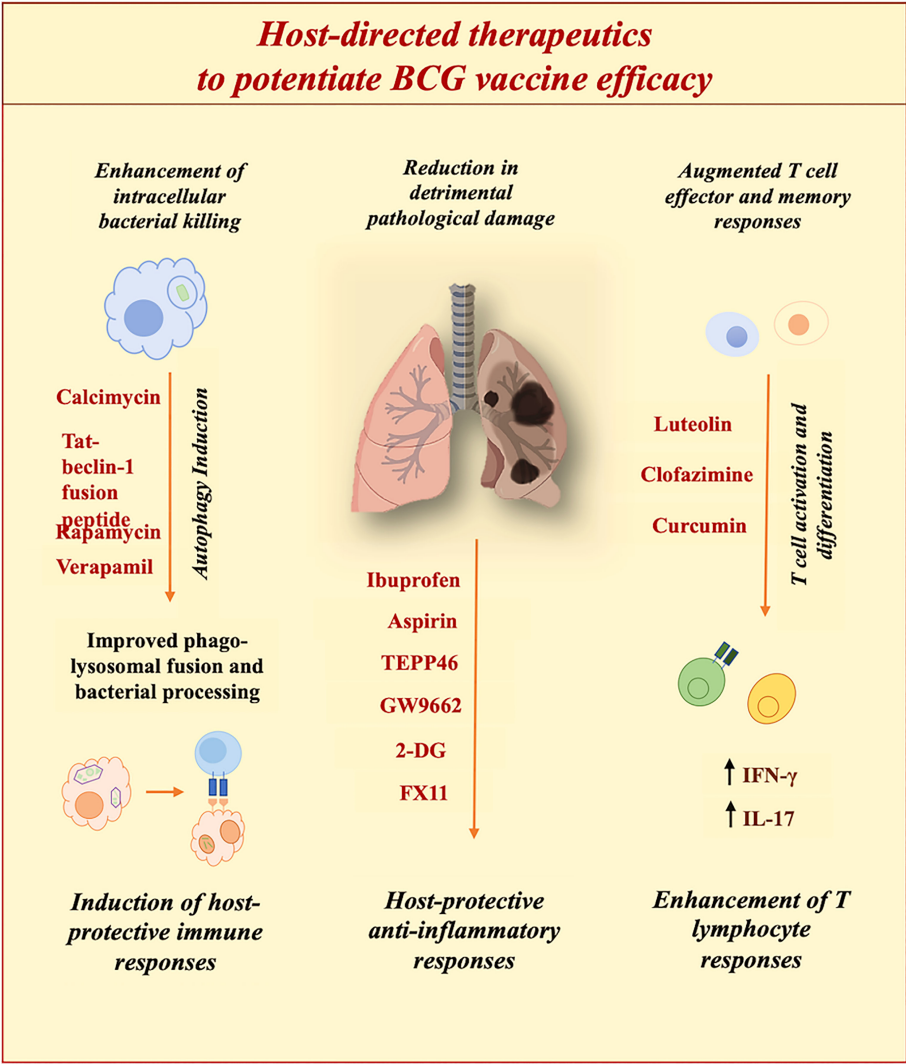 Host-directed therapeutics
to potentiate BCG vaccine efficacy
Enhancement of
intracellular
bacterial killing
Calcimycin
Tat-
beclin-1
fusion
peptide
Rapamycin
Verapamil
Autophagy Induction
Improved phago-
lysosomal fusion and
bacterial processing
Induction of host-
protective immune
responses
Reduction in
detrimental
pathological damage
Ibuprofen
Aspirin
TEPP46
GW9662
2-DG
FX11
Host-protective
anti-inflammatory
responses
Augmented T cell
effector and memory
responses
Luteolin
Clofazimine
Curcumin
T cell activation and
differentiation
IFN-γ
IL-17
Enhancement of T
lymphocyte
responses